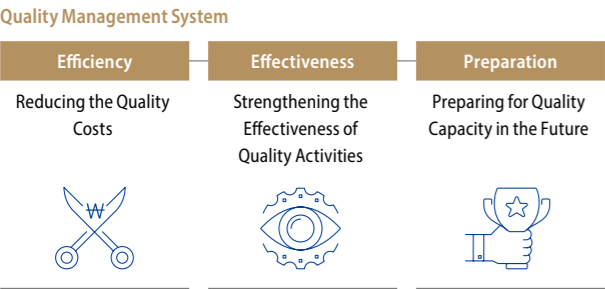 Quality Management System
Efficiency
Effectiveness
Preparation
Reducing the Quality
Costs
Strengthening the
Effectiveness of
Quality Activities
Preparing for Quality
Capacity in the Future
₩